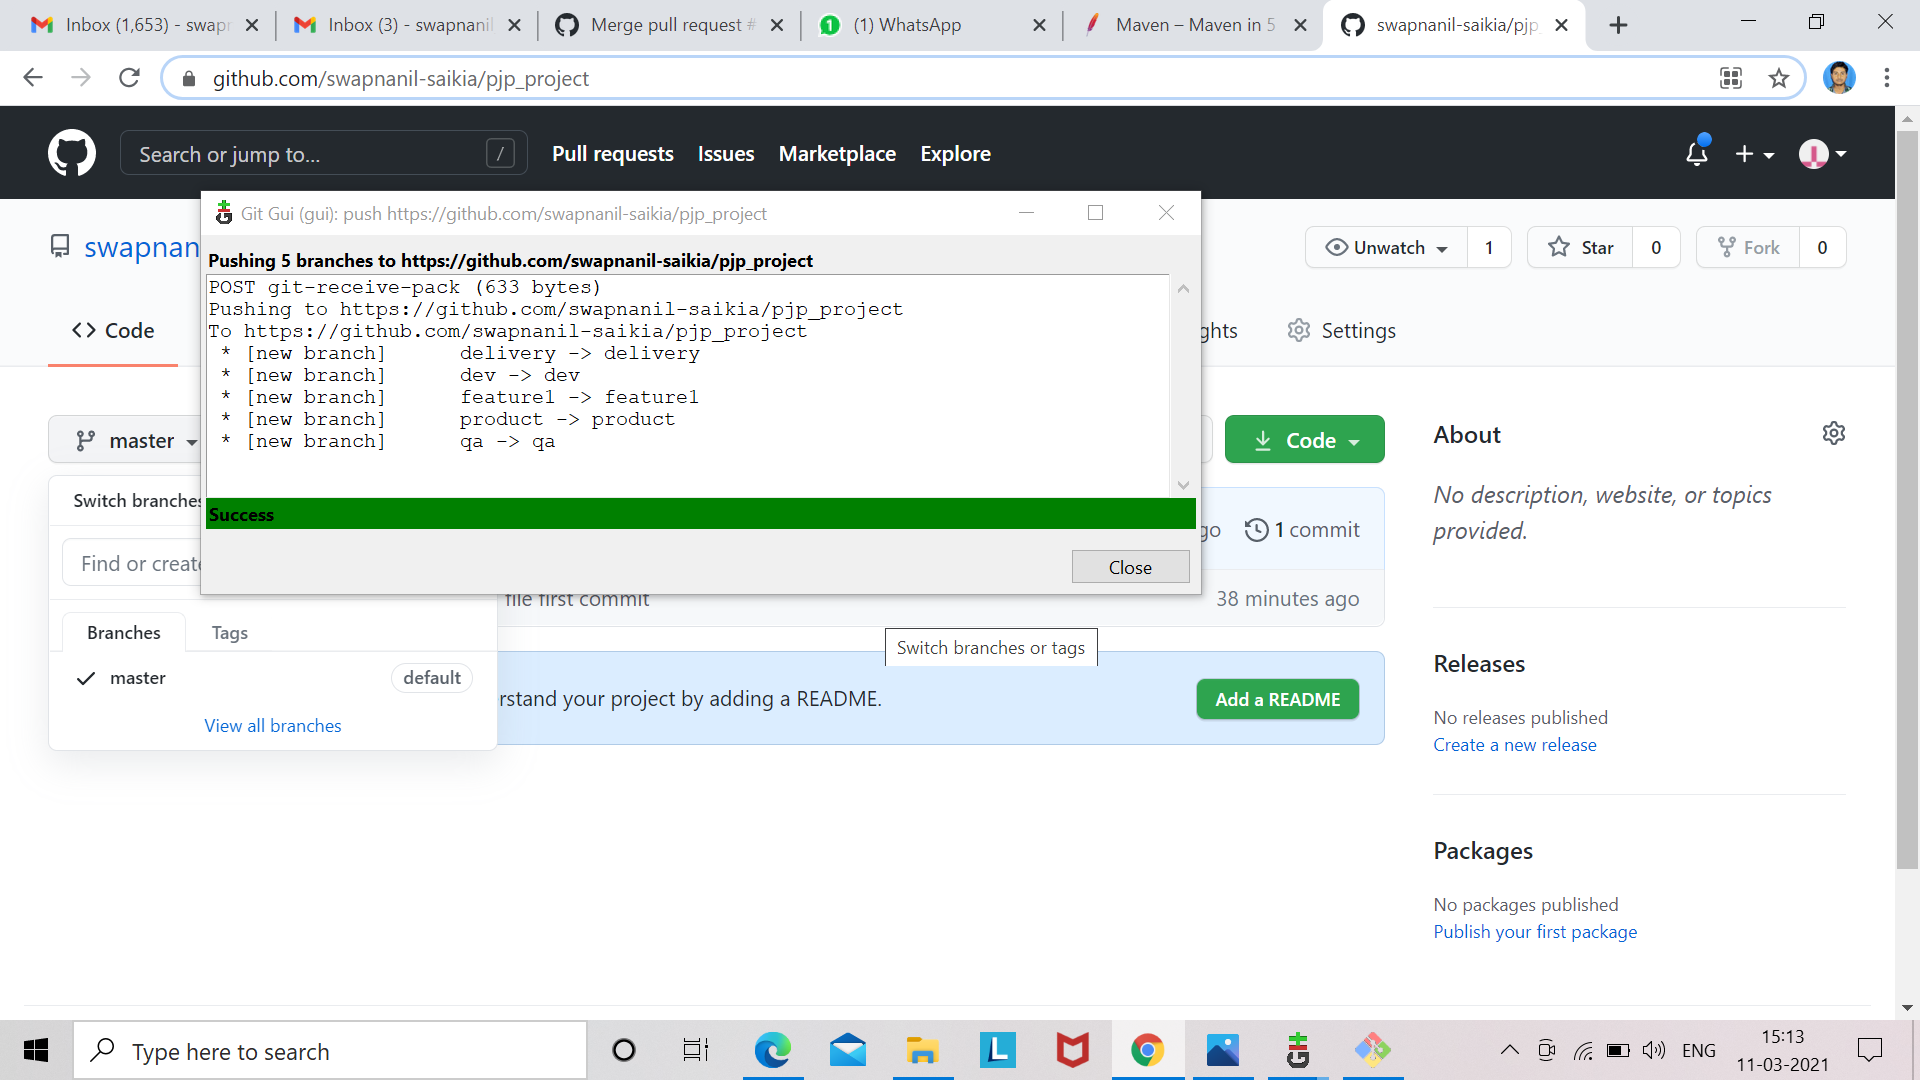 Inbox (1,653) - swapn
Inbox (3) - swapnanil
Merge pull request #
(1) WhatsApp
Maven – Maven in 5
swapnanil-saikia/pjp_
github.com/swapnanil-saikia/pjp_project
Search or jump to...
/
Pull requests
Issues
Marketplace
Explore
Git Gui (gui): push https://github.com/swapnanil-saikia/pjp_project
swapnan
Unwatch
1
Star
0
Fork
0
Pushing 5 branches to https://github.com/swapnanil-saikia/pjp_project
POST git-receive-pack (633 bytes)
Pushing to https://github.com/swapnanil-saikia/pjp_project
To https://github.com/swapnanil-saikia/pjp_project
* [new branch] delivery -> delivery
* [new branch] dev -> dev
* [new branch] feature1 -> feature1
* [new branch] product -> product
* [new branch] qa -> qa
Success
Close
Code
ghts
Settings
master
Code
About
No description, website, or topics
provided.
Switch branches
Find or create
go
1 commit
file first commit
38 minutes ago
Branches
Tags
master
default
View all branches
Switch branches or tags
rstand your project by adding a README.
Add a README
Releases
No releases published
Create a new release
Packages
No packages published
Publish your first package
Type here to search
L
ENG
15:13
11-03-2021